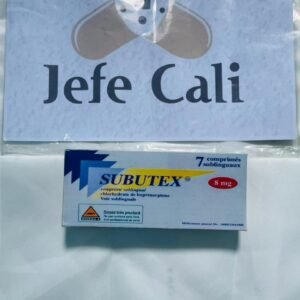 Jefe Cali
SUBUTEX®
7 comprimés
sublinguaux
8 mg
comprimé sublingual
chlorhydrate de buprénorphine
Voie sublinguale